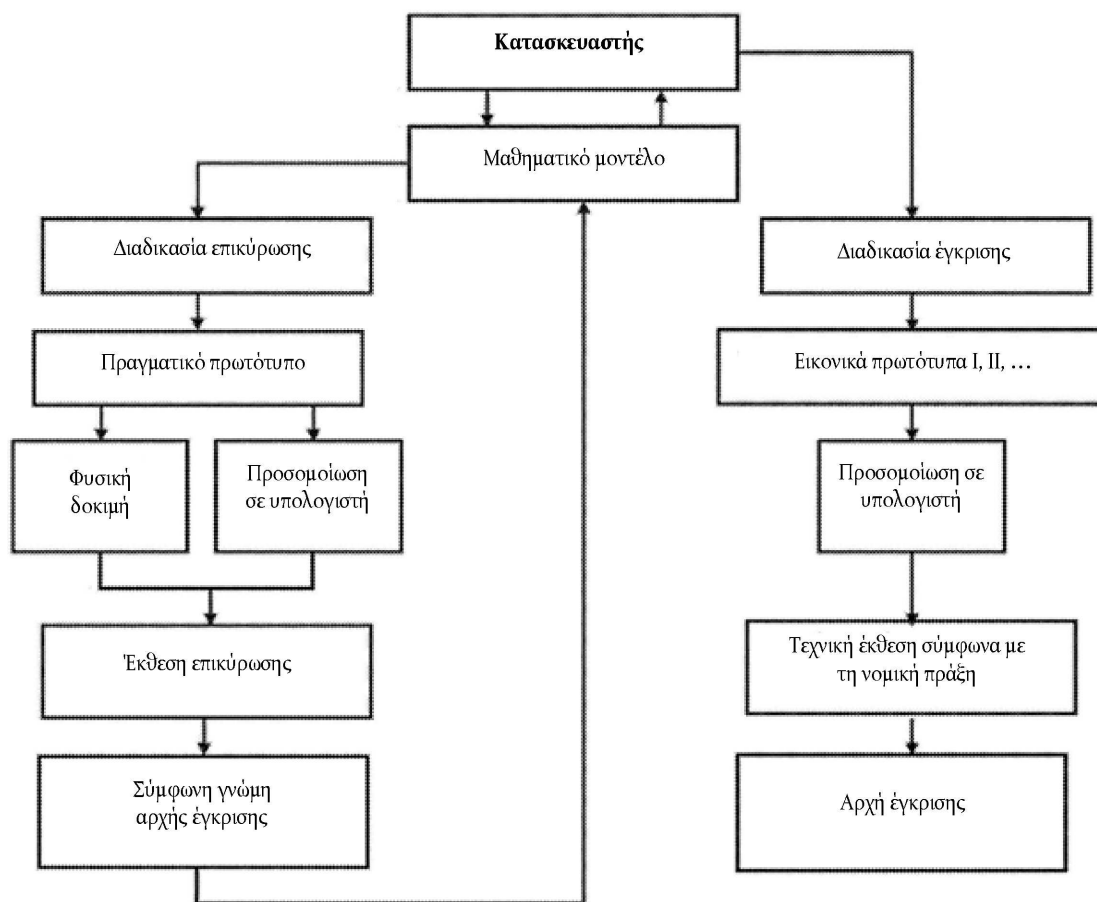 Κατασκευαστής
Μαθηματικό μοντέλο
Διαδικασία επικύρωσης
Πραγματικό πρωτότυπο
Φυσική
δοκιμή
Προσομοίωση
σε υπολογιστή
Έκθεση επικύρωσης
Σύμφωνη γνώμη
αρχής έγκρισης
Διαδικασία έγκρισης
Εικονικά πρωτότυπα I, II, …
Προσομοίωση σε
υπολογιστή
Τεχνική έκθεση σύμφωνα με
τη νομική πράξη
Αρχή έγκρισης